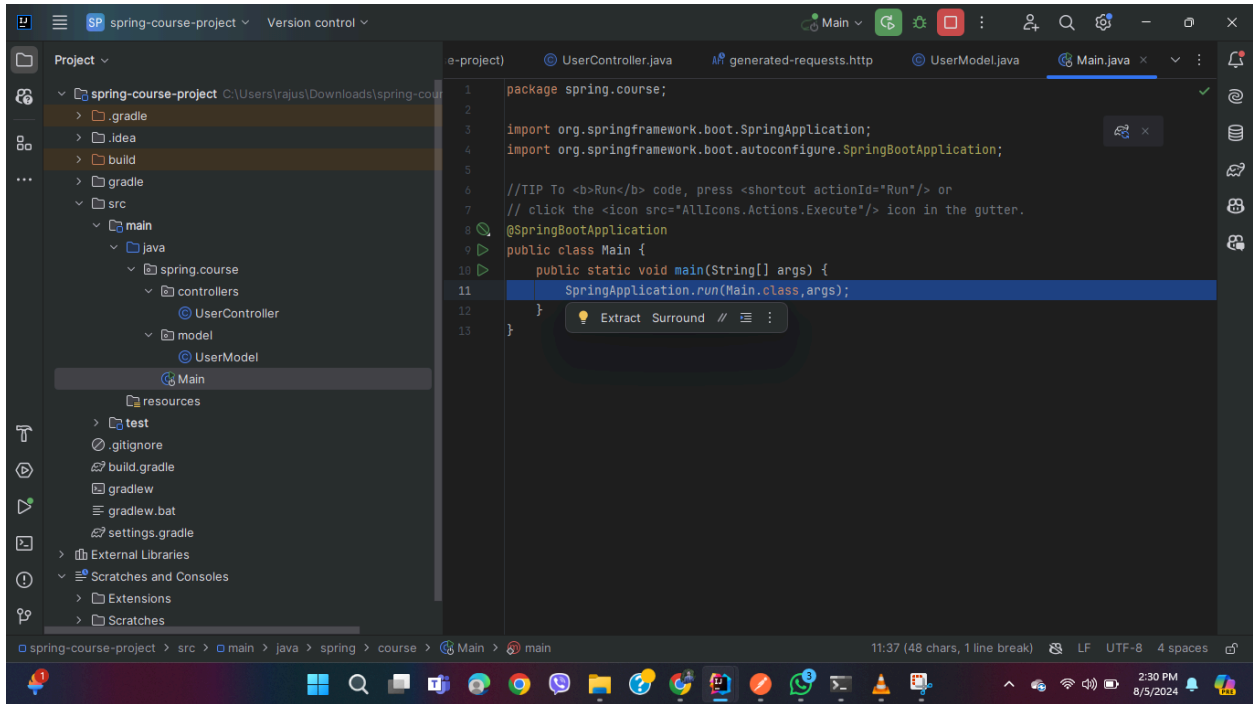 SP spring-course-project Version control Main
Project
spring-course-project C:\Users\rajus\Downloads\spring-cour
.gradle
.idea
build
gradle
src
main
java
spring.course
controllers
UserController
model
UserModel
Main
resources
test
.gitignore
build.gradle
gradlew
gradlew.bat
settings.gradle
External Libraries
Scratches and Consoles
Extensions
Scratches
e-project) UserController.java API generated-requests.http UserModel.java Main.java
1 package spring.course;
2
3 import org.springframework.boot.SpringApplication;
4 import org.springframework.boot.autoconfigure.SpringBootApplication;
5
6 //TIP To <b>Run</b> code, press <shortcut actionId="Run"/> or
7 // click the <icon src="AllIcons.Actions.Execute"/> icon in the gutter.
8 @SpringBootApplication
9 public class Main {
10 public static void main(String[] args) {
11 SpringApplication.run(Main.class,args);
12 }
13 }
Extract Surround //
spring-course-project > src > main > java > spring > course > Main > main 11:37 (48 chars, 1 line break) LF UTF-8 4 spaces
1 3 2:30 PM
8/5/2024 PRE